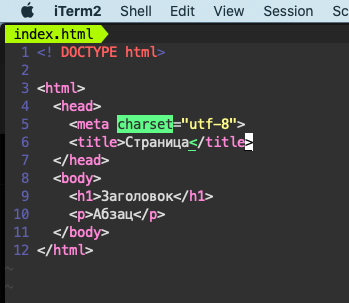 iTerm2 Shell Edit View Session Sc
index.html
1 <! DOCTYPE html>
2
3 <html>
4   <head>
5     <meta charset="utf-8">
6     <title>Страница</title>
7   </head>
8   <body>
9     <h1>Заголовок</h1>
10     <p>Абзац</p>
11   </body>
12 </html>
~
~